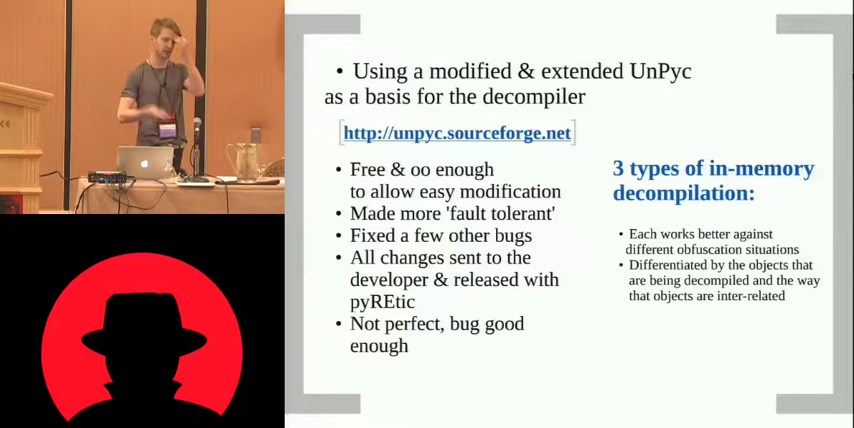 • Using a modified & extended UnPyc
as a basis for the decompiler
http://unpyc.sourceforge.net
• Free & oo enough
to allow easy modification
• Made more 'fault tolerant'
• Fixed a few other bugs
• All changes sent to the
developer & released with
pyREtic
• Not perfect, bug good
enough
3 types of in-memory
decompilation:
• Each works better against
different obfuscation situations
• Differentiated by the objects that
are being decompiled and the way
that objects are inter-related